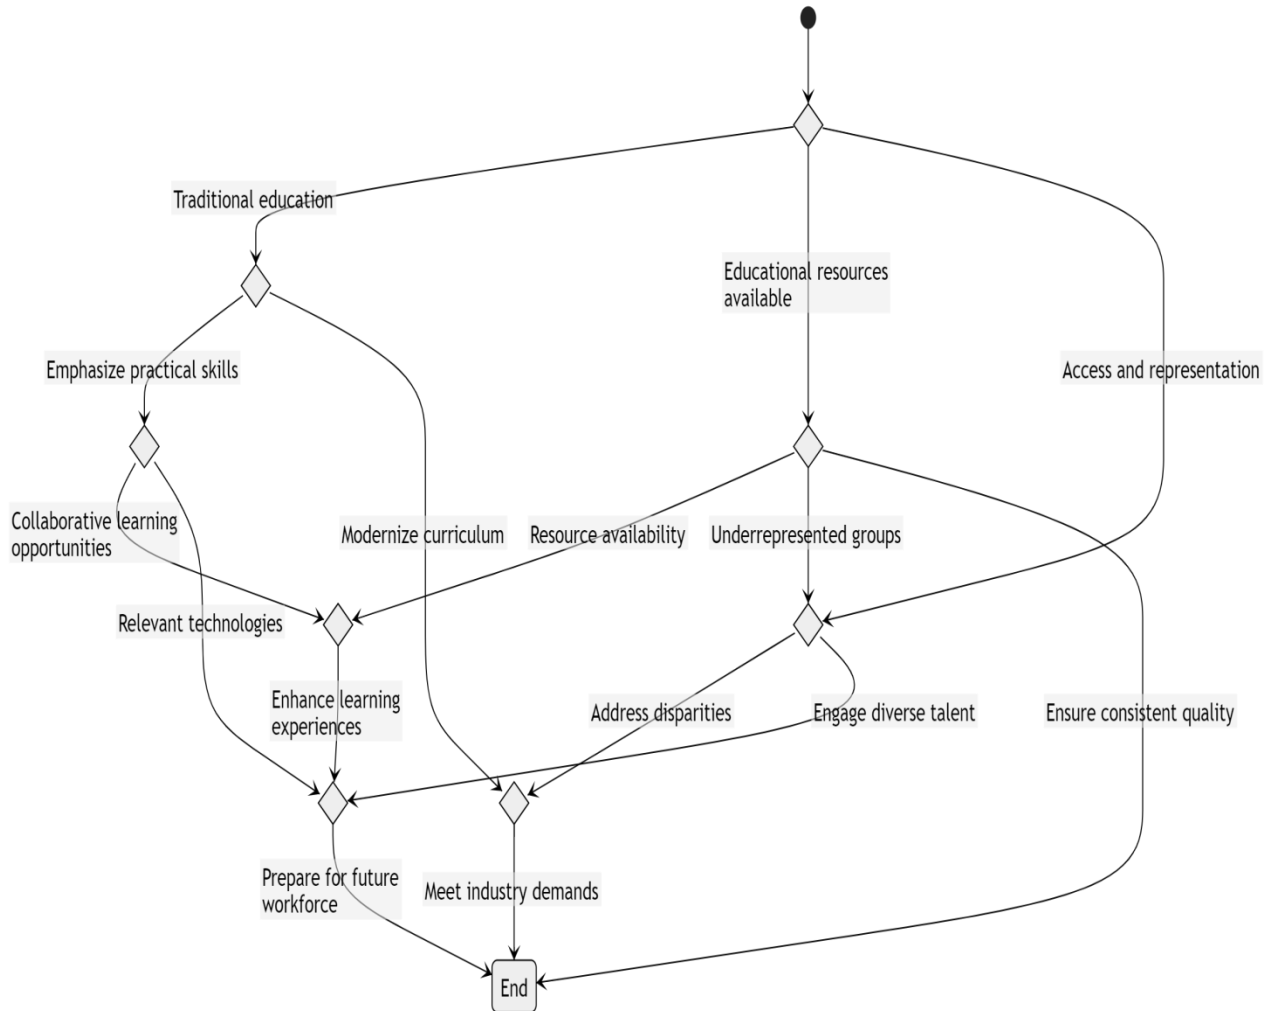 Traditional education
Educational resources
available
Emphasize practical skills
Access and representation
Collaborative learning
opportunities
Modernize curriculum
Resource availability
Underrepresented groups
Relevant technologies
Enhance learning
experiences
Address disparities
Engage diverse talent
Ensure consistent quality
Prepare for future
workforce
Meet industry demands
End